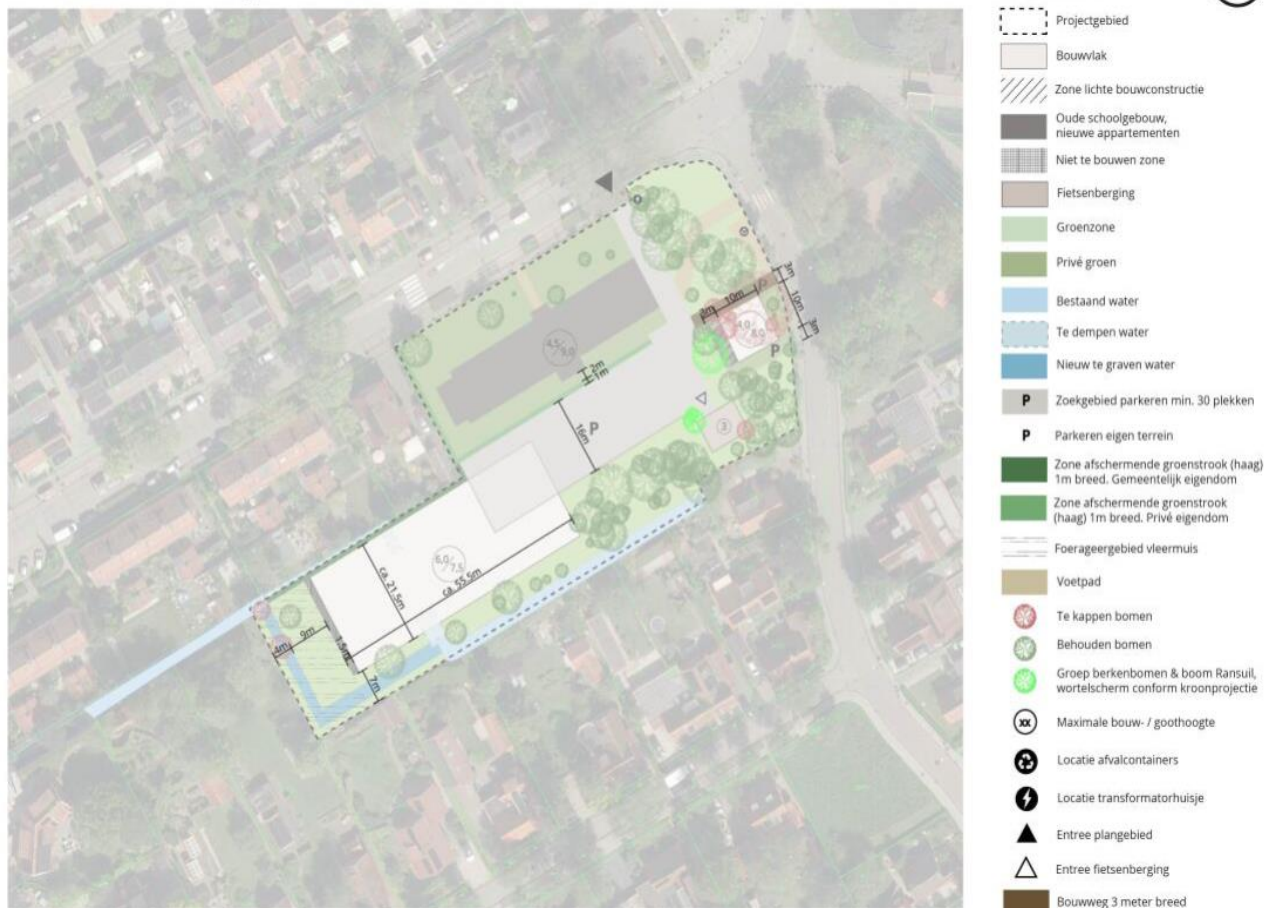 Projectgebied
Bouwvlak
Zone lichte bouwconstructie
Oude schoolgebouw,
nieuwe appartementen
Niet te bouwen zone
Fietsenberging
Groenzone
Privé groen
Bestaand water
Te dempen water
Nieuw te graven water
P Zoekgebied parkeren min. 30 plekken
P Parkeren eigen terrein
Zone afschermende groenstrook (haag)
1m breed. Gemeentelijk eigendom
Zone afschermende groenstrook
(haag) 1m breed. Privé eigendom
Foerageergebied vleermuis
Voetpad
Te kappen bomen
Behouden bomen
Groep berkenbomen & boom Ransuil,
wortelscherm conform kroonprojectie
xx Maximale bouw- / goothoogte
Locatie afvalcontainers
Locatie transformatorhuisje
Entree plangebied
Entree fietsenberging
Bouwweg 3 meter breed
3m
10m
10m
3m
4,0
8,0
P
4,5
9,0
2m
1m
16m
P
3
6,0
7,5
ca. 21.5m
ca. 55.5m
9m
4m
1.5m
7m